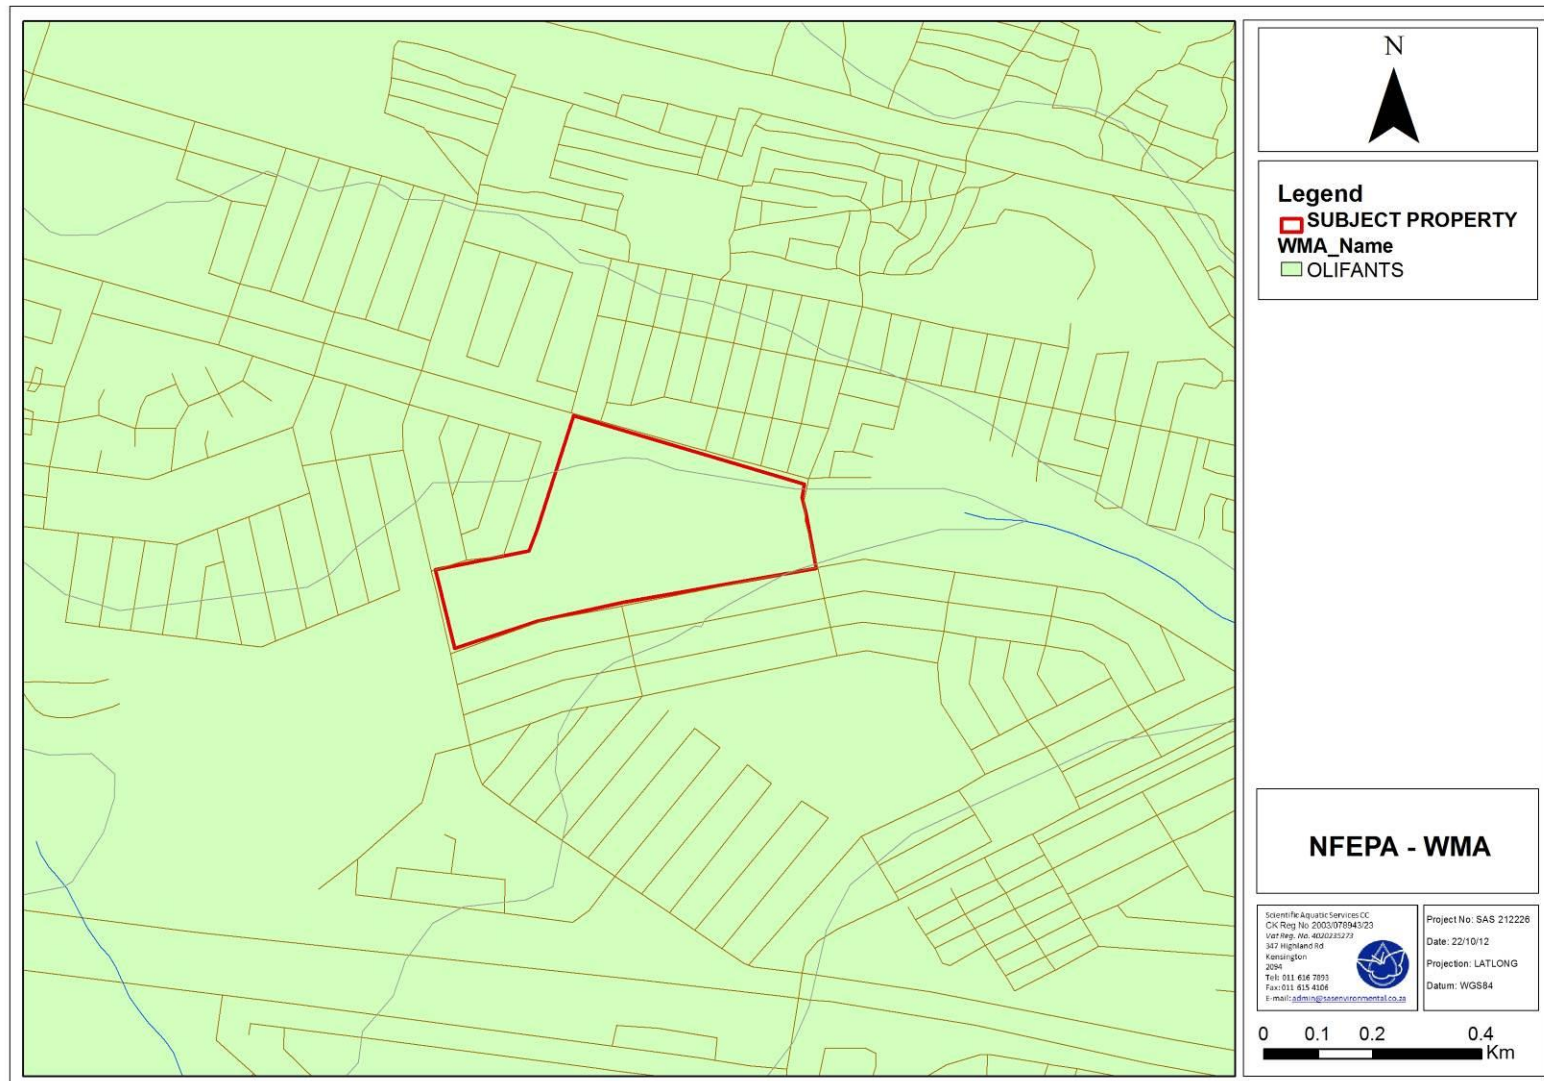 N
Legend
SUBJECT PROPERTY
WMA_Name
OLIFANTS
NFEPA - WMA
Scientific Aquatic Services CC
CK Reg No 2003/078943/23
Vat Reg. No. 4020235273
347 Highland Rd
Kensington
2094
Tel: 011 616 7893
Fax: 011 615 4106
E-mail: admin@sasenvironmental.co.za
Project No: SAS 212226
Date: 22/10/12
Projection: LATLONG
Datum: WGS84
0 0.1 0.2 0.4
Km